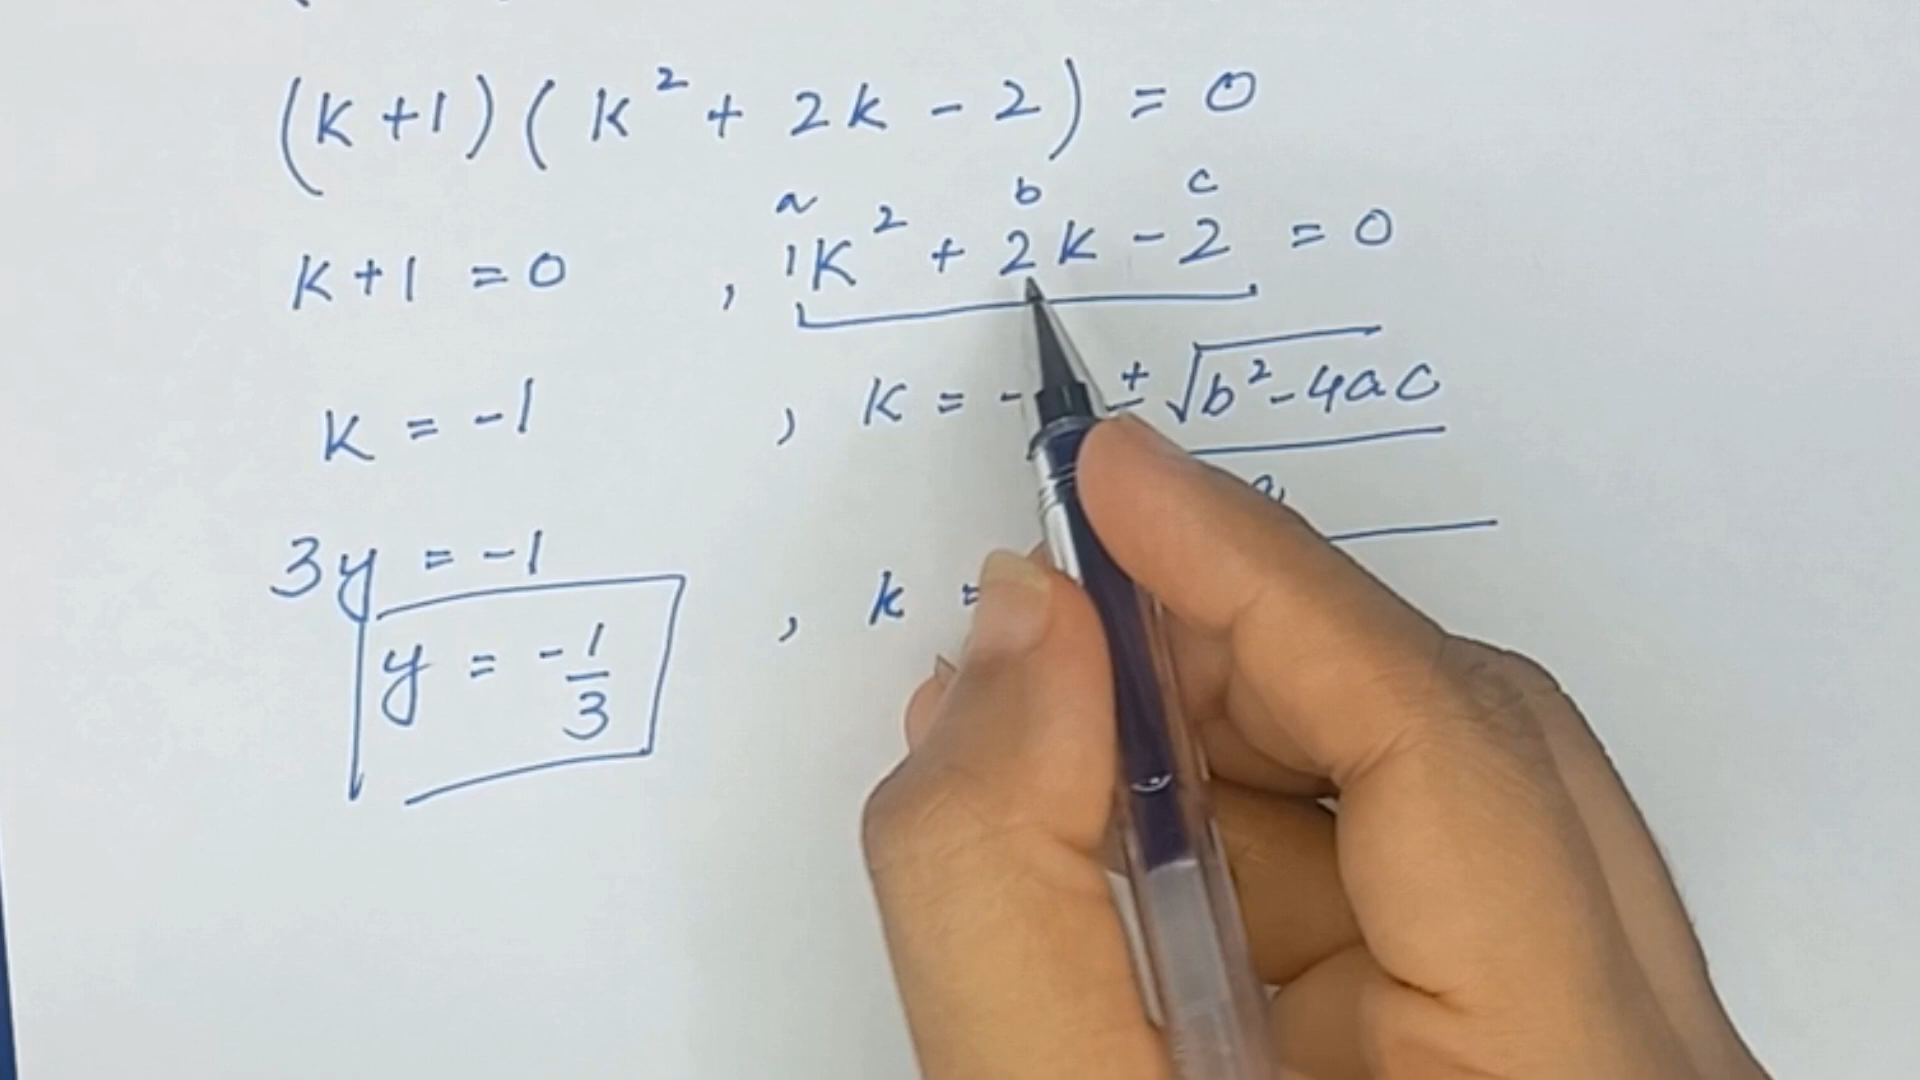 (k+1)(k² + 2k - 2) = 0
a b c
k+1 = 0 , 1k² + 2k - 2 = 0
k = -1 , k = - ± √b²-4ac
a
3y = -1
, k =
y = -1/3